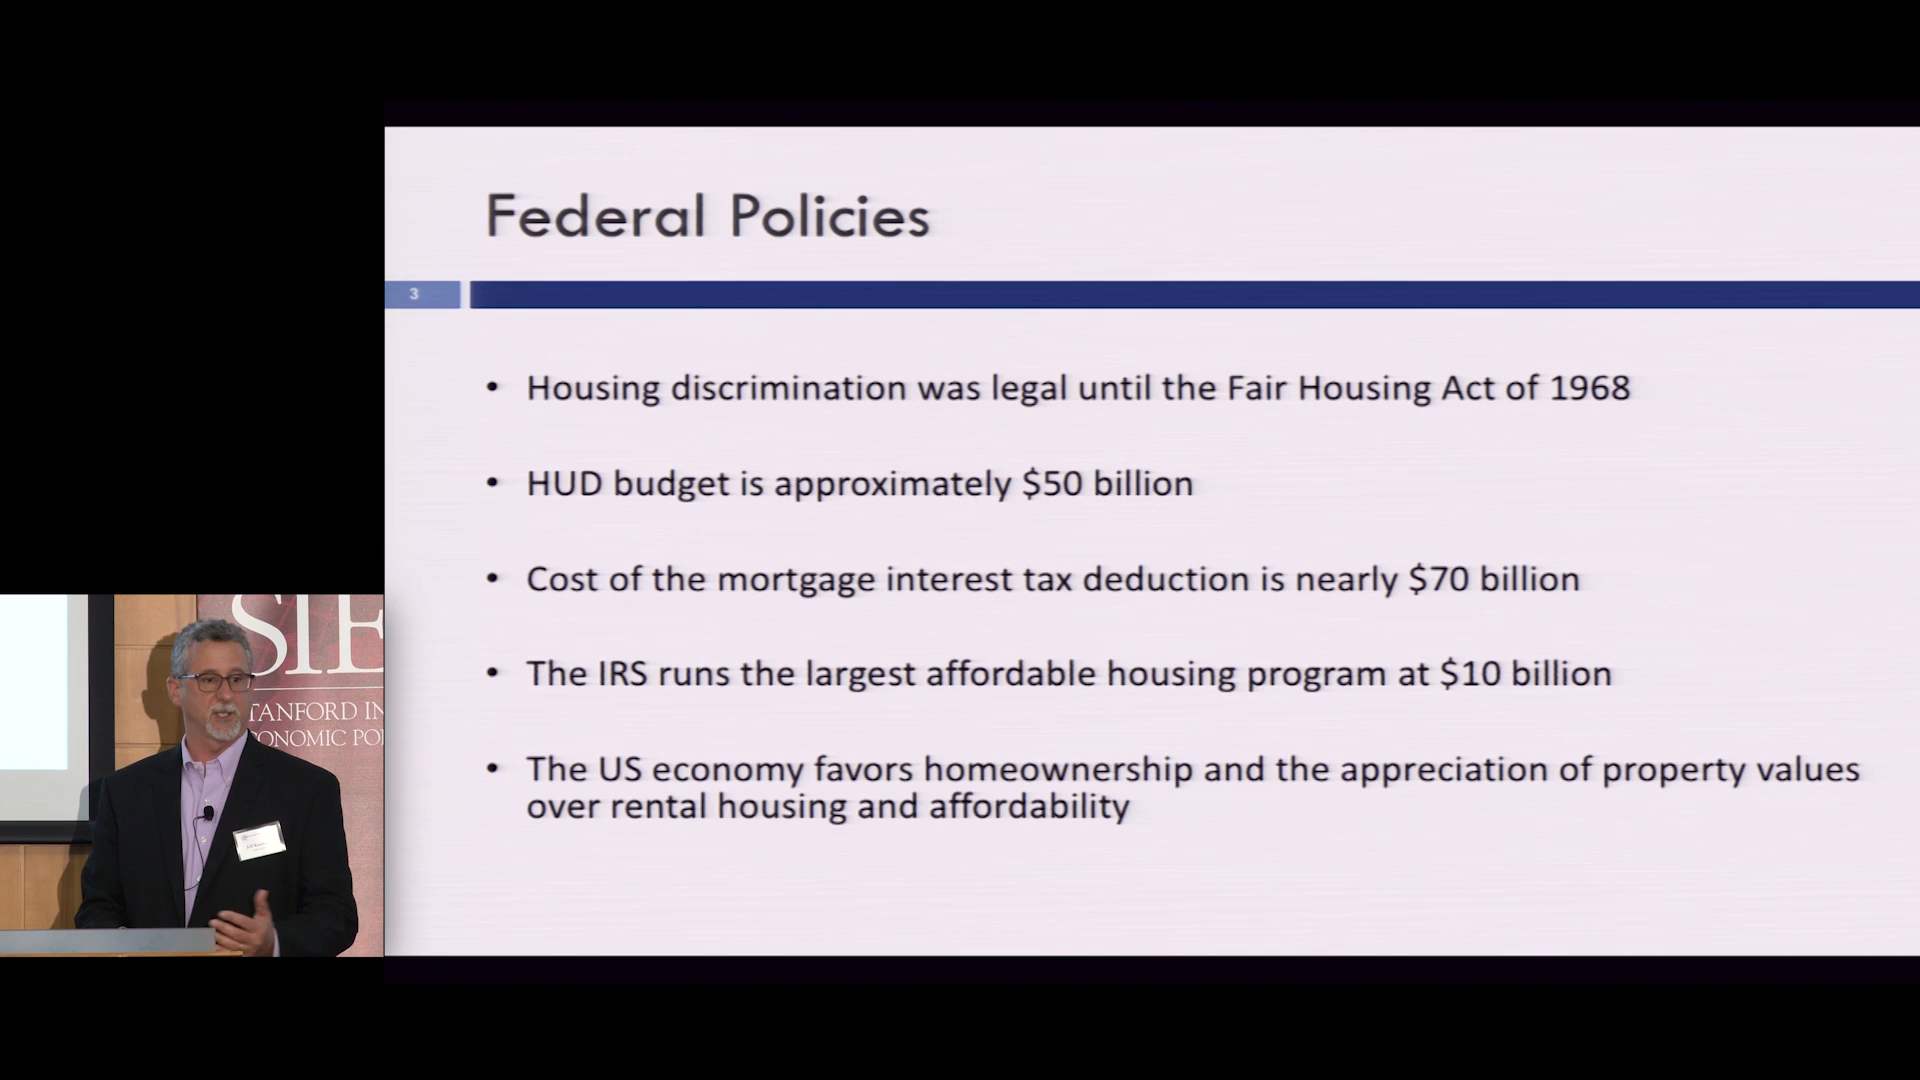 Federal Policies
3
• Housing discrimination was legal until the Fair Housing Act of 1968
• HUD budget is approximately $50 billion
• Cost of the mortgage interest tax deduction is nearly $70 billion
• The IRS runs the largest affordable housing program at $10 billion
• The US economy favors homeownership and the appreciation of property values
over rental housing and affordability
SIE
TANFORD IN
ONOMIC PO